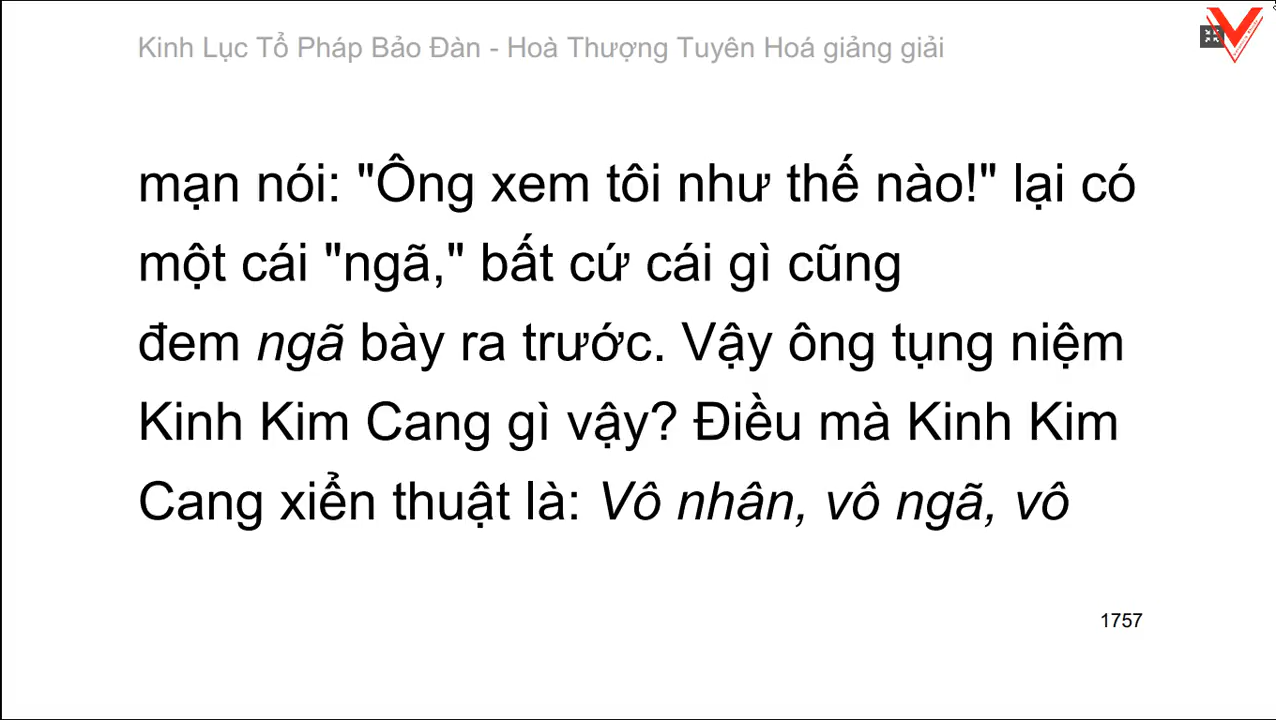 Kinh Lục Tổ Pháp Bảo Đàn - Hoà Thượng Tuyên Hoá giảng giải
mạn nói: "Ông xem tôi như thế nào!" lại có
một cái "ngã," bất cứ cái gì cũng
đem ngã bày ra trước. Vậy ông tụng niệm
Kinh Kim Cang gì vậy? Điều mà Kinh Kim
Cang xiển thuật là: Vô nhân, vô ngã, vô
1757